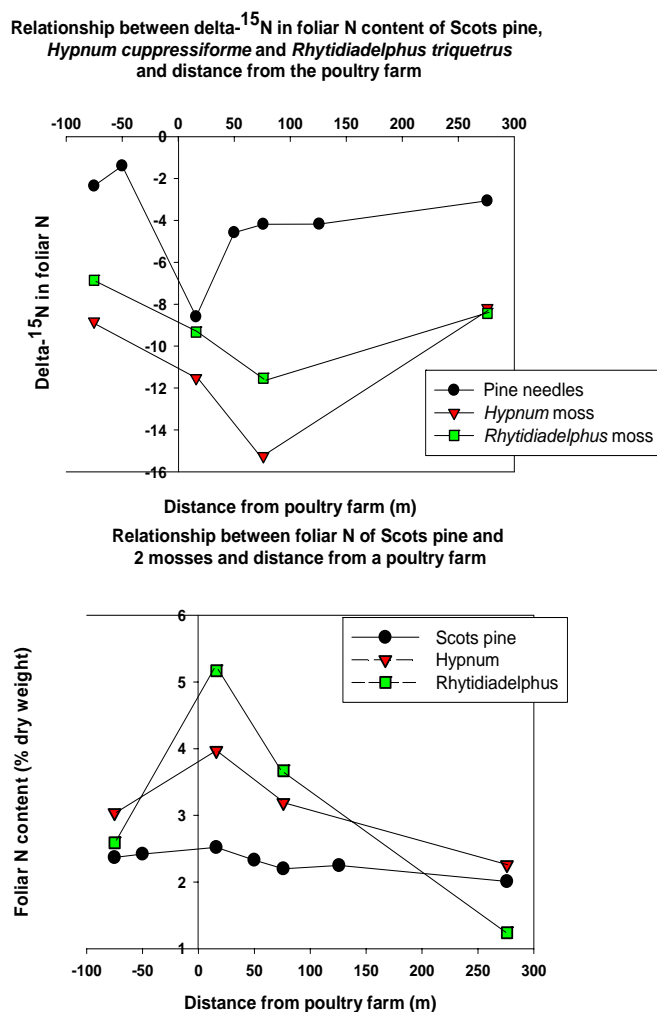 Relationship between delta-¹⁵N in foliar N content of Scots pine,
Hypnum cuppressiforme and Rhytidiadelphus triquetrus
and distance from the poultry farm
-100 -50 0 50 100 150 200 250 300
0
-2
-4
-6
-8
-10
-12
-14
-16
Delta-¹⁵N in foliar N
Pine needles
Hypnum moss
Rhytidiadelphus moss
Distance from poultry farm (m)
Relationship between foliar N of Scots pine and
2 mosses and distance from a poultry farm
6
5
4
3
2
1
Foliar N content (% dry weight)
Scots pine
Hypnum
Rhytidiadelphus
-100 -50 0 50 100 150 200 250 300
Distance from poultry farm (m)